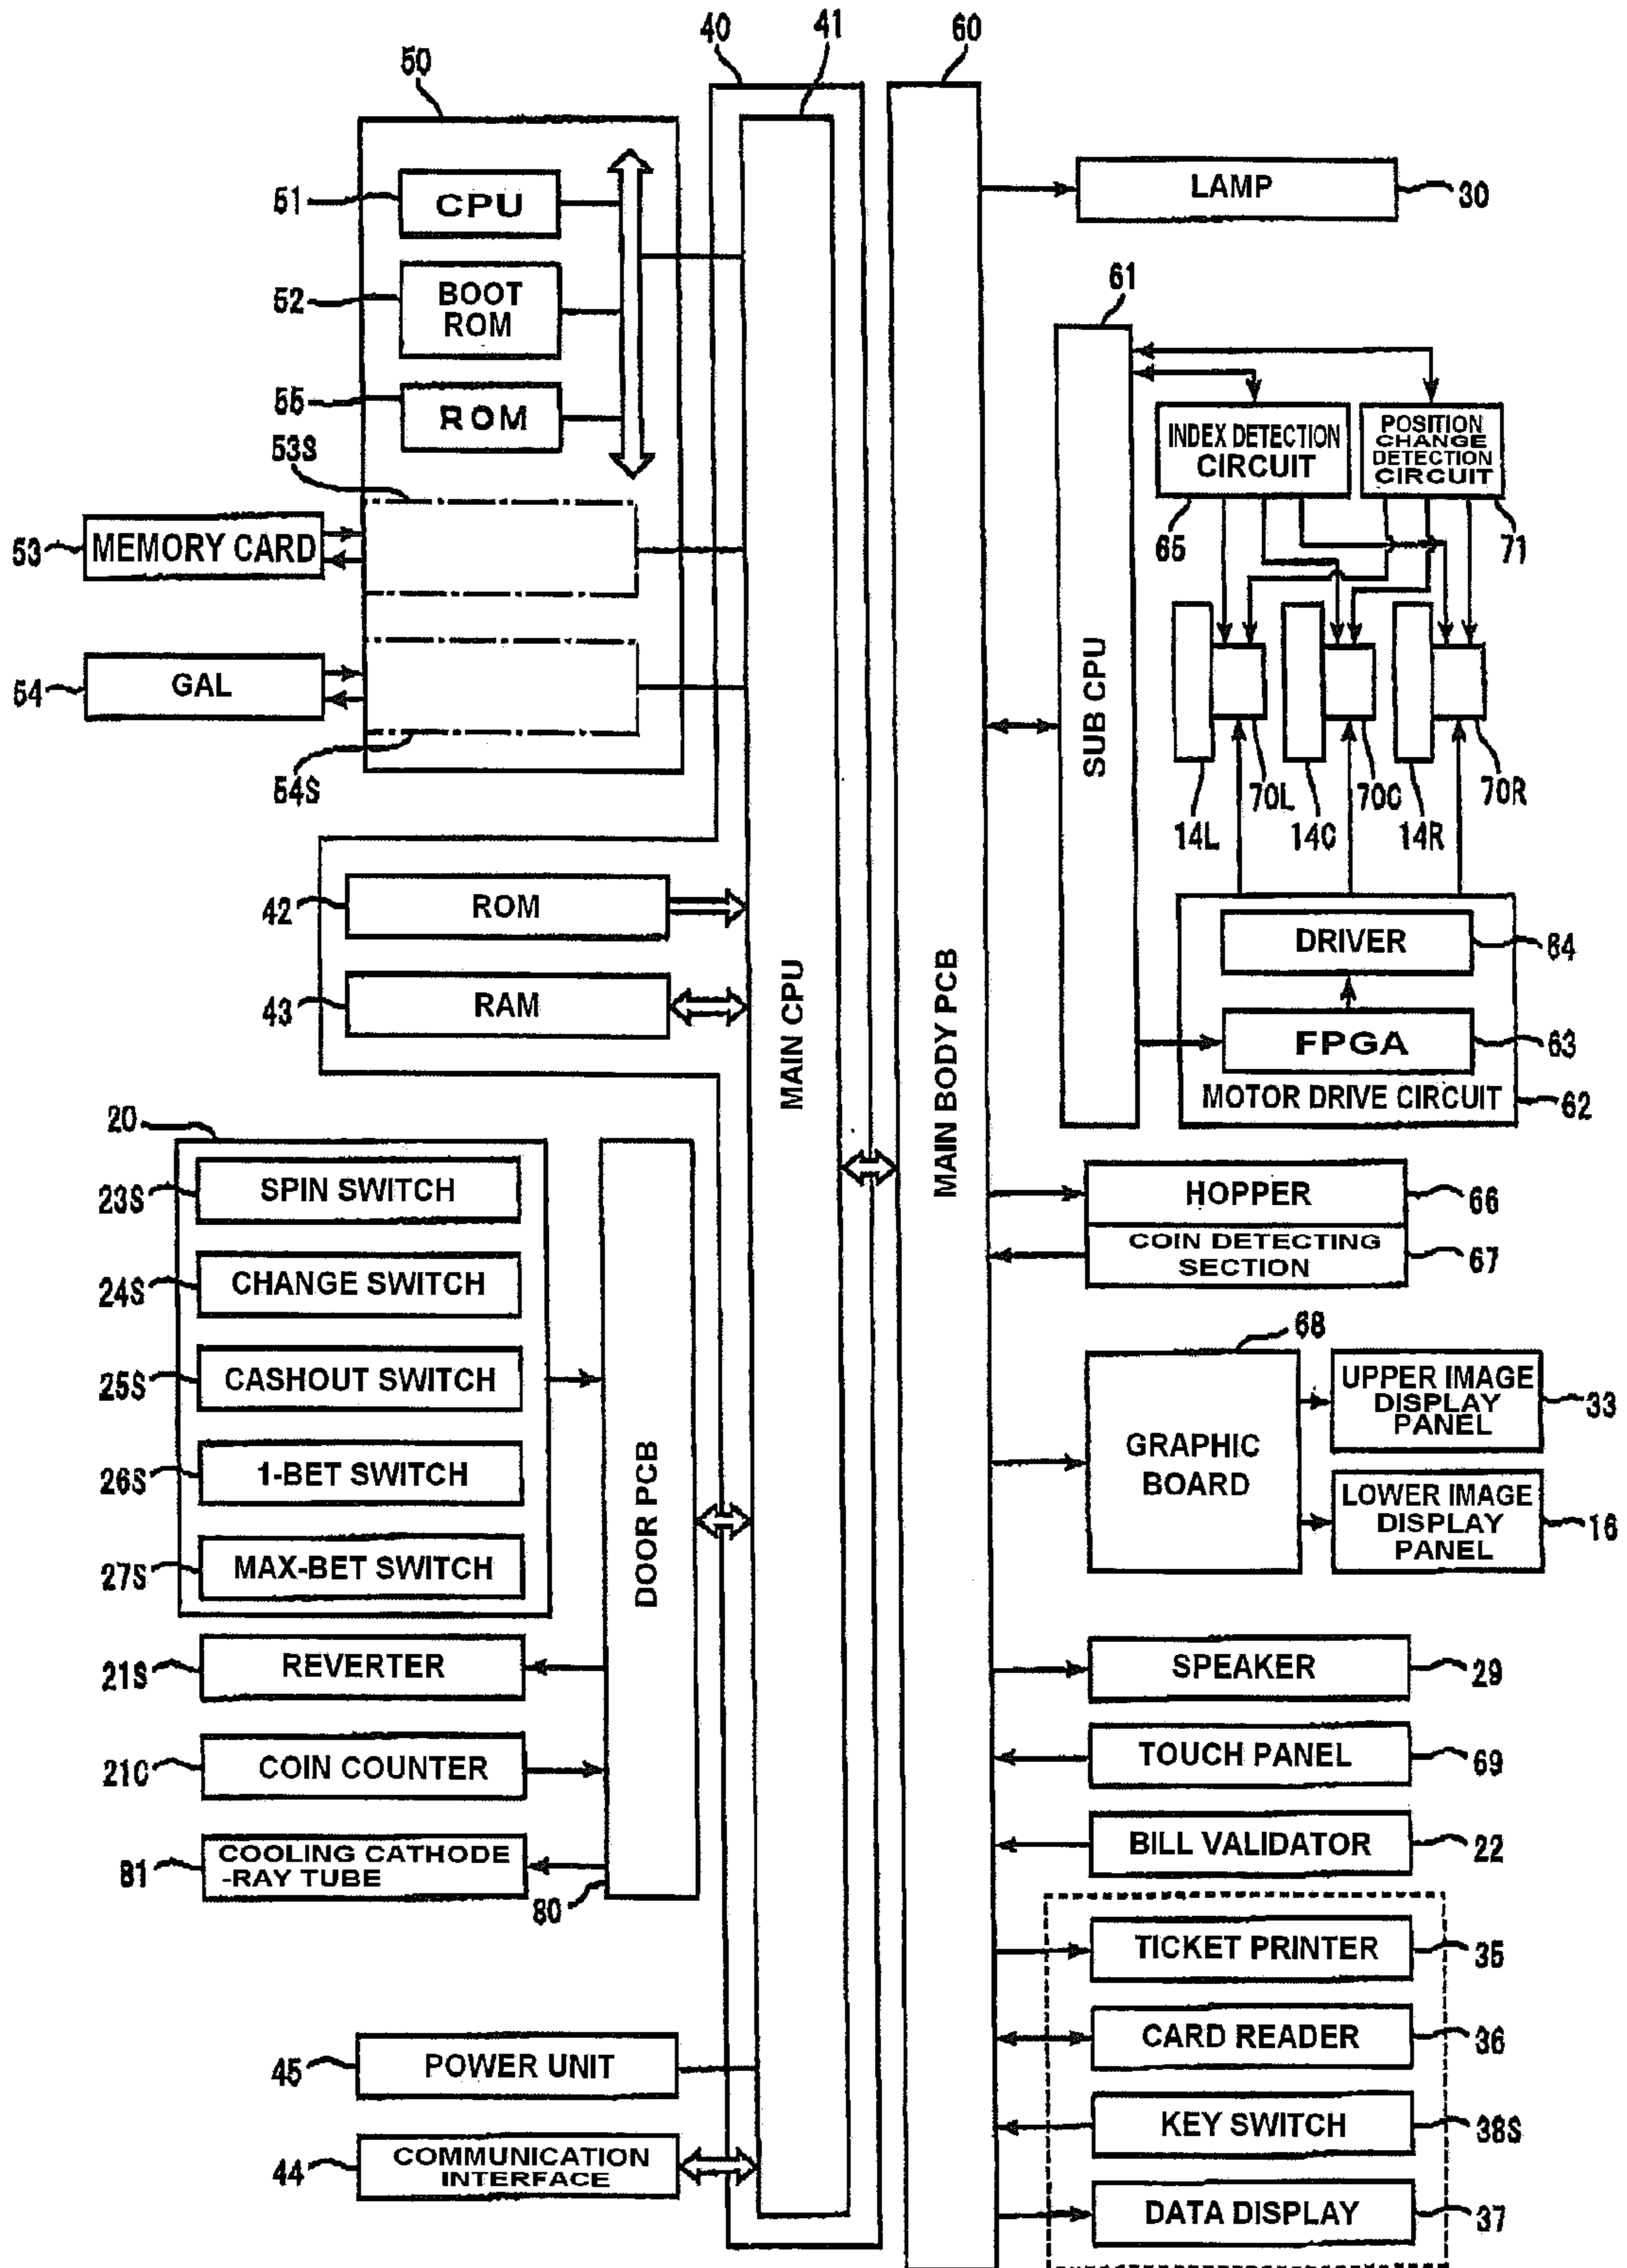 40
41
60
50
51
CPU
52
BOOT
ROM
55
ROM
53S
53
MEMORY CARD
54
GAL
54S
42
ROM
43
RAM
MAIN CPU
20
23S
SPIN SWITCH
24S
CHANGE SWITCH
25S
CASHOUT SWITCH
26S
1-BET SWITCH
27S
MAX-BET SWITCH
21S
REVERTER
21C
COIN COUNTER
81
COOLING CATHODE
-RAY TUBE
80
DOOR PCB
45
POWER UNIT
44
COMMUNICATION
INTERFACE
MAIN BODY PCB
LAMP
30
61
SUB CPU
INDEX DETECTION
CIRCUIT
POSITION
CHANGE
DETECTION
CIRCUIT
65
71
70L
70C
70R
14L
14C
14R
DRIVER
64
FPGA
63
MOTOR DRIVE CIRCUIT
62
HOPPER
66
COIN DETECTING
SECTION
67
68
GRAPHIC
BOARD
UPPER IMAGE
DISPLAY
PANEL
33
LOWER IMAGE
DISPLAY
PANEL
16
SPEAKER
29
TOUCH PANEL
69
BILL VALIDATOR
22
TICKET PRINTER
35
CARD READER
36
KEY SWITCH
38S
DATA DISPLAY
37